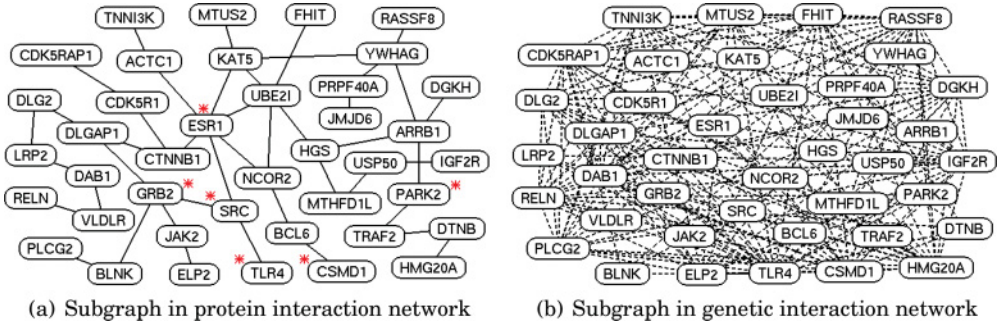 TNNI3K MTUS2 FHIT RASSF8
CDK5RAP1 ACTC1 KAT5 YWHAG
DLG2 CDK5R1 UBE2I PRPF40A DGKH
DLGAP1 ESR1 JMJD6 ARRB1
LRP2 CTNNB1 HGS USP50 IGF2R
DAB1 GRB2 NCOR2 PARK2
RELN VLDLR SRC MTHFD1L
PLCG2 JAK2 BCL6 TRAF2 DTNB
BLNK ELP2 TLR4 CSMD1 HMG20A
(a) Subgraph in protein interaction network
TNNI3K MTUS2 FHIT RASSF8
CDK5RAP1 ACTC1 KAT5 YWHAG
DLG2 CDK5R1 UBE2I PRPF40A DGKH
DLGAP1 ESR1 JMJD6 ARRB1
LRP2 CTNNB1 HGS USP50 IGF2R
DAB1 GRB2 NCOR2 PARK2
RELN VLDLR SRC MTHFD1L
PLCG2 JAK2 BCL6 TRAF2 DTNB
BLNK ELP2 TLR4 CSMD1 HMG20A
(b) Subgraph in genetic interaction network